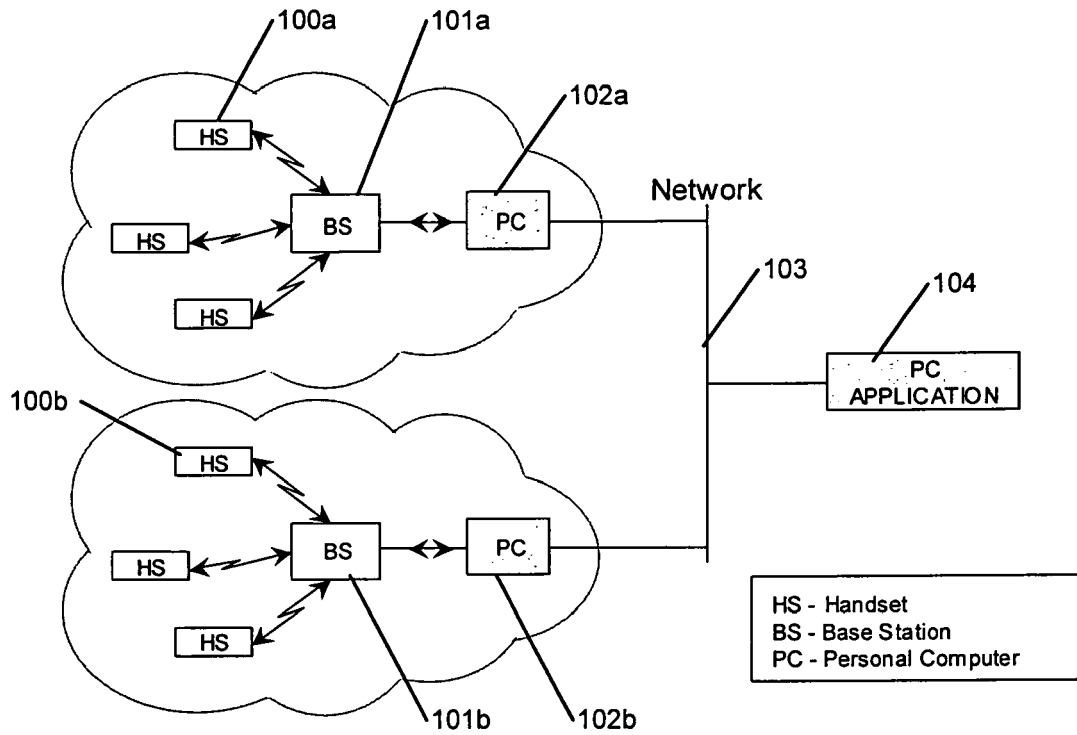 100a
101a
102a
HS
HS
HS
BS
PC
Network
103
104
PC
APPLICATION
100b
HS
HS
HS
BS
PC
101b
102b
HS - Handset
BS - Base Station
PC - Personal Computer